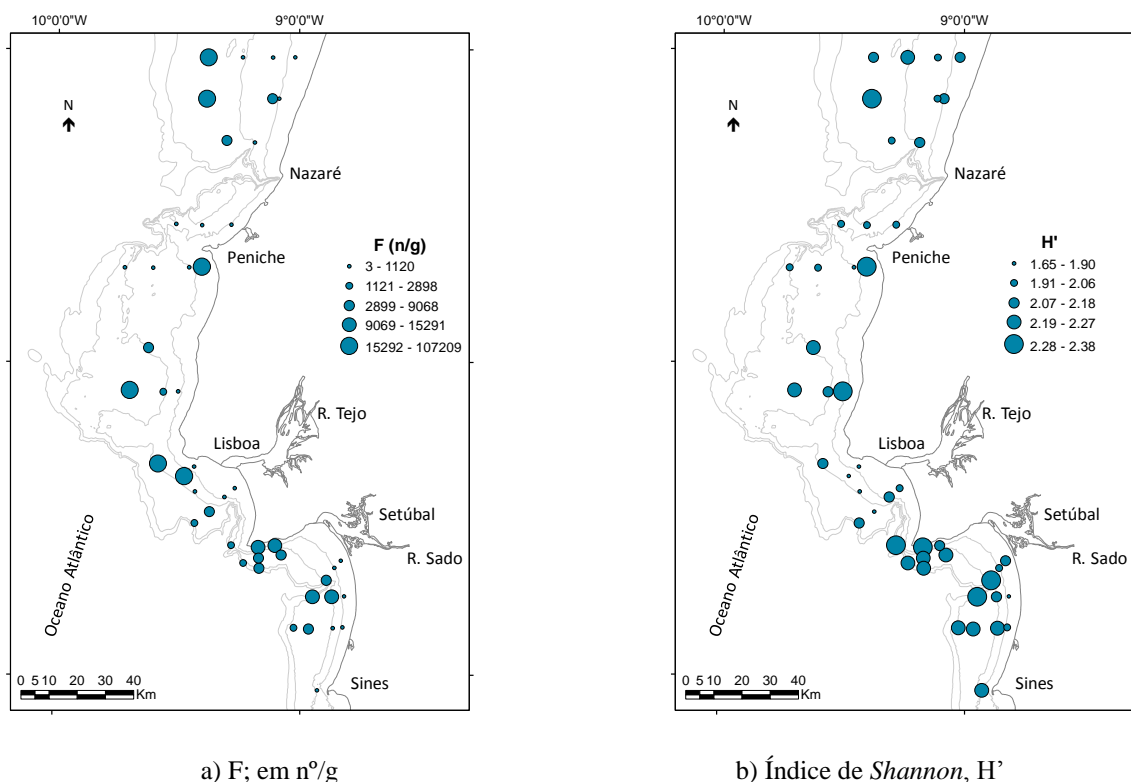 10°0'0"W
9°0'0"W
N
Nazaré
Peniche
F (n/g)
3 - 1120
1121 - 2898
2899 - 9068
9069 - 15291
15292 - 107209
R. Tejo
Lisboa
Setúbal
R. Sado
Oceano Atlântico
Sines
0 5 10 20 30 40
Km
a) F; em nº/g
10°0'0"W
9°0'0"W
N
Nazaré
Peniche
H'
1.65 - 1.90
1.91 - 2.06
2.07 - 2.18
2.19 - 2.27
2.28 - 2.38
R. Tejo
Lisboa
Setúbal
R. Sado
Oceano Atlântico
Sines
0 5 10 20 30 40
Km
b) Índice de Shannon, H’